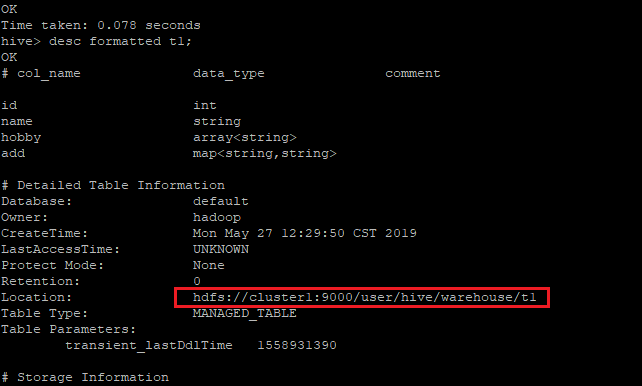 OK
Time taken: 0.078 seconds
hive> desc formatted t1;
OK
# col_name data_type comment
id int
name string
hobby array<string>
add map<string,string>
# Detailed Table Information
Database: default
Owner: hadoop
CreateTime: Mon May 27 12:29:50 CST 2019
LastAccessTime: UNKNOWN
Protect Mode: None
Retention: 0
Location: hdfs://cluster1:9000/user/hive/warehouse/t1
Table Type: MANAGED_TABLE
Table Parameters:
transient_lastDdlTime 1558931390
# Storage Information